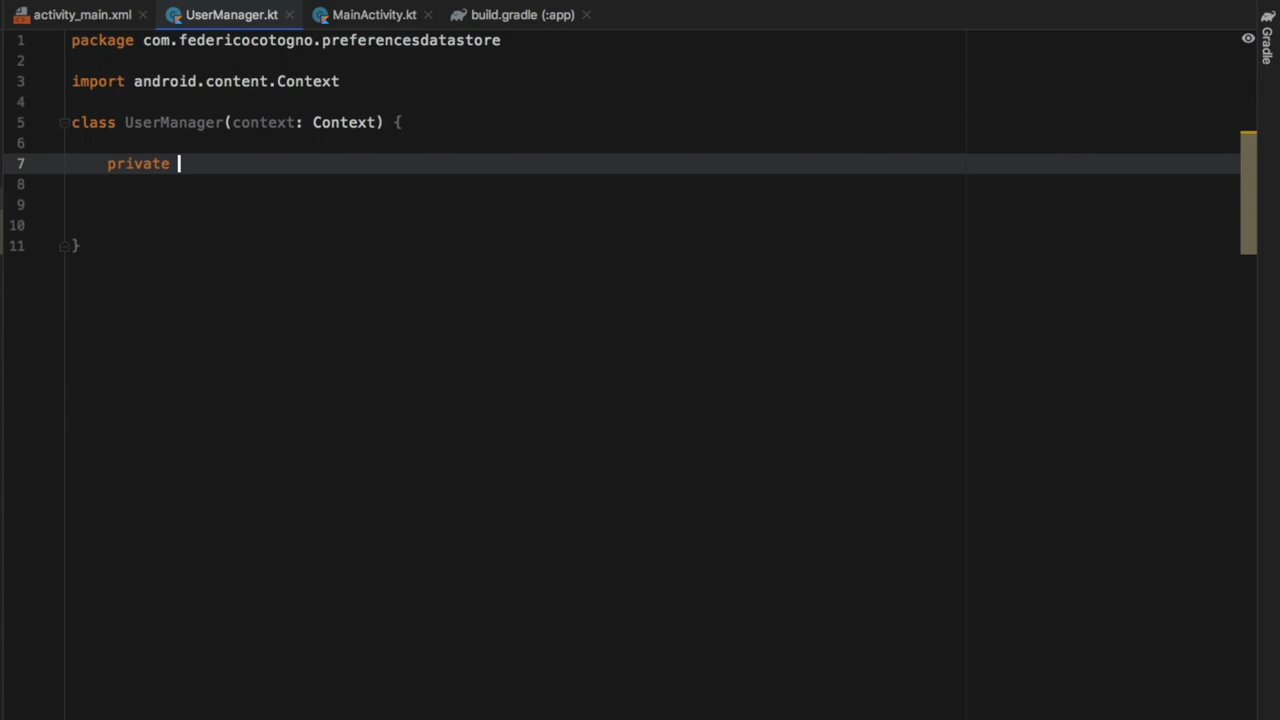 activity_main.xml UserManager.kt MainActivity.kt build.gradle (:app)
1 package com.federicocotogno.preferencesdatastore
2
3 import android.content.Context
4
5 class UserManager(context: Context) {
6
7 private
8
9
10
11 }
Gradle